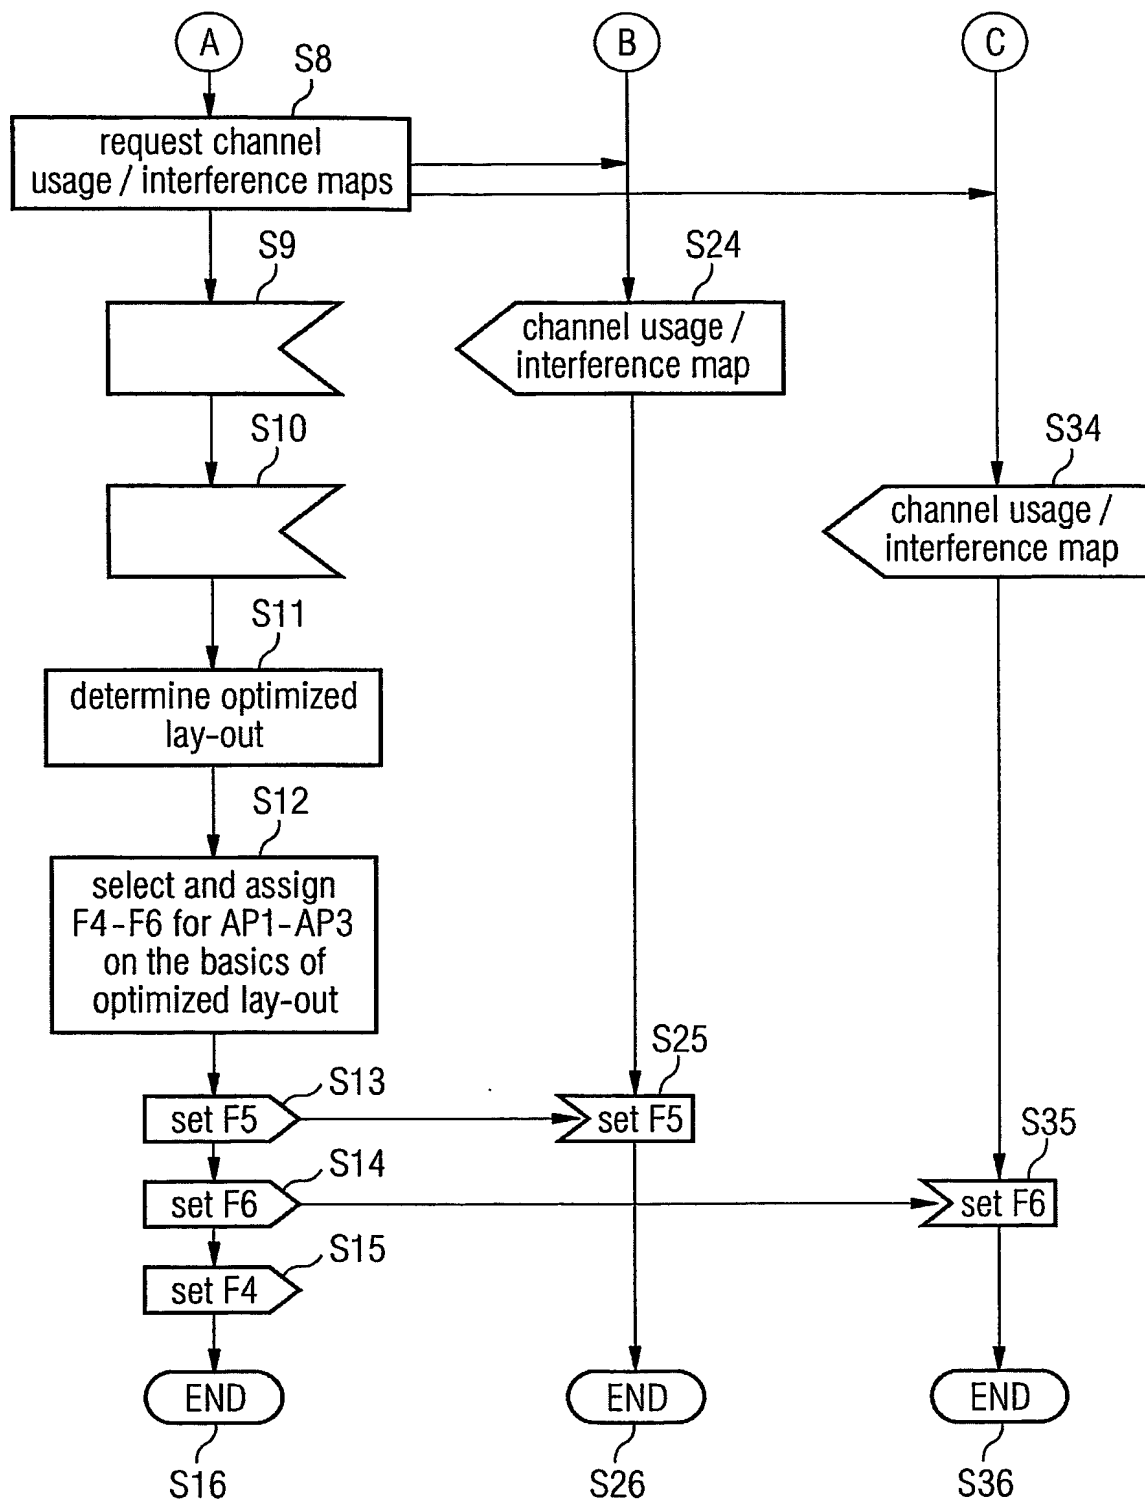 A
B
C
S8
request channel
usage / interference maps
S9
S24
channel usage /
interference map
S10
S34
channel usage /
interference map
S11
determine optimized
lay-out
S12
select and assign
F4-F6 for AP1-AP3
on the basics of
optimized lay-out
S13
set F5
S25
set F5
S14
set F6
S35
set F6
S15
set F4
END
END
END
S16
S26
S36